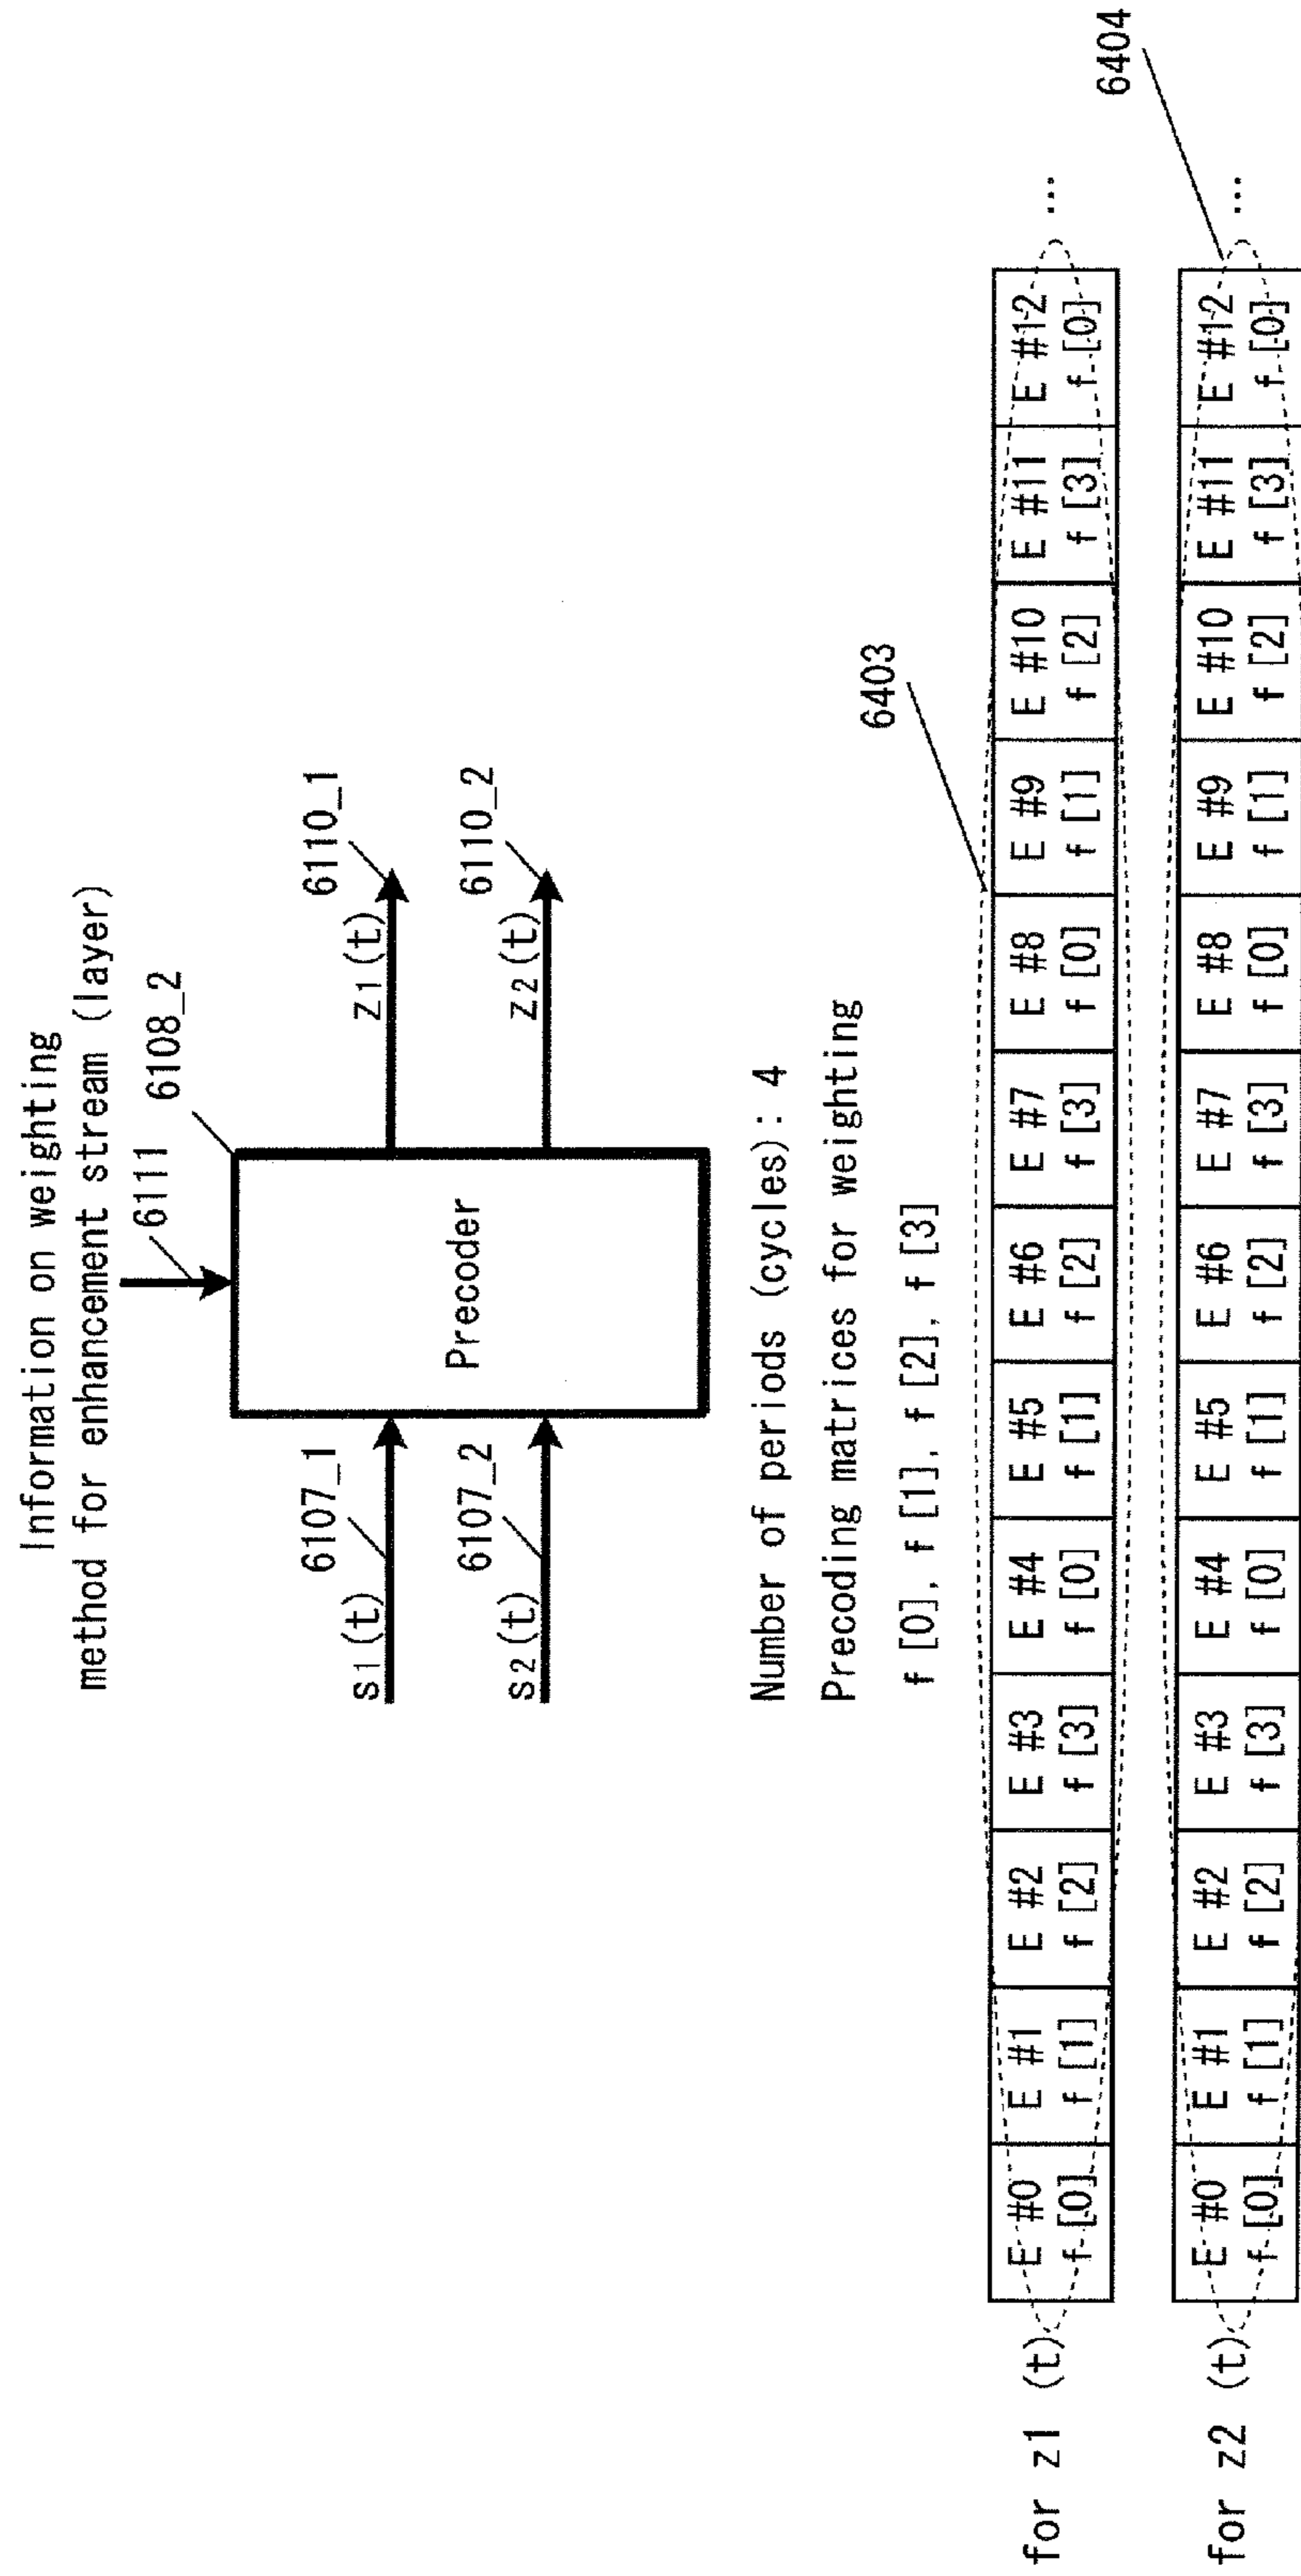 Information on weighting
method for enhancement stream (layer)
6111
6108_2
6107_1
s1(t)
6107_2
s2(t)
Precoder
z1(t)
6110_1
z2(t)
6110_2
Number of periods (cycles): 4
Precoding matrices for weighting
f [0], f [1], f [2], f [3]
6403
for z1 (t)
E #0 E #1 E #2 E #3 E #4 E #5 E #6 E #7 E #8 E #9 E #10 E #11 E #12 ...
f [0] f [1] f [2] f [3] f [0] f [1] f [2] f [3] f [0] f [1] f [2] f [3] f [0]
6404
for z2 (t)
E #0 E #1 E #2 E #3 E #4 E #5 E #6 E #7 E #8 E #9 E #10 E #11 E #12 ...
f [0] f [1] f [2] f [3] f [0] f [1] f [2] f [3] f [0] f [1] f [2] f [3] f [0]